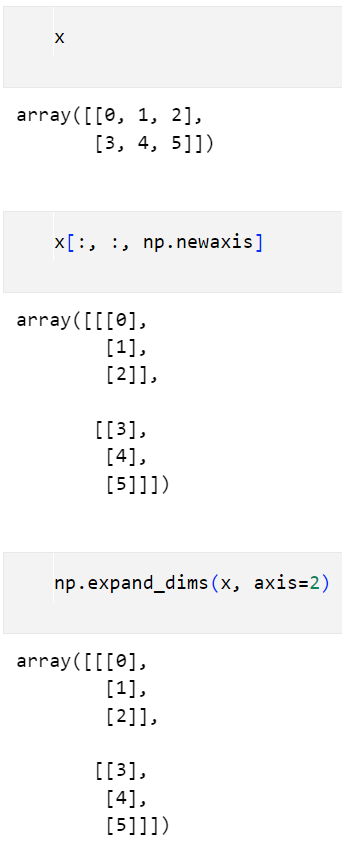 x
array([[0, 1, 2],
       [3, 4, 5]])
x[:, :, np.newaxis]
array([[[0],
        [1],
        [2]],

       [[3],
        [4],
        [5]]])
np.expand_dims(x, axis=2)
array([[[0],
        [1],
        [2]],

       [[3],
        [4],
        [5]]])